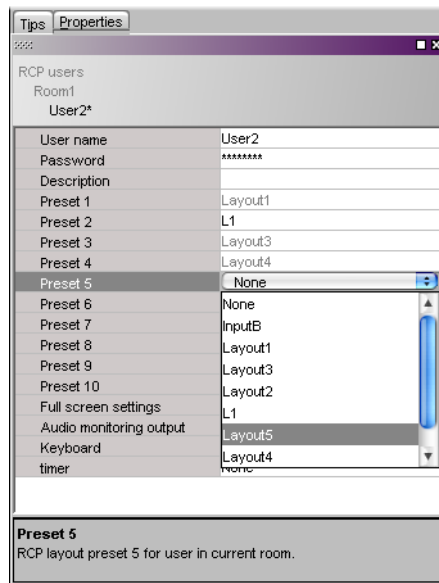 Tips Properties
RCP users
Room1
User2*
User name User2
Password ********
Description
Preset 1 Layout1
Preset 2 L1
Preset 3 Layout3
Preset 4 Layout4
Preset 5 None
Preset 6 None
Preset 7 InputB
Preset 8 Layout1
Preset 9 Layout3
Preset 10 Layout2
Full screen settings L1
Audio monitoring output Layout5
Keyboard Layout4
timer None
Preset 5
RCP layout preset 5 for user in current room.